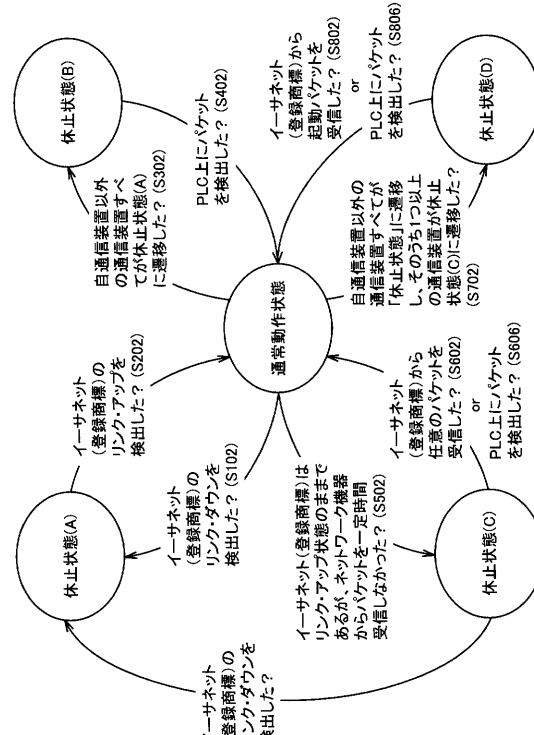 休止状態(A)
休止状態(B)
イーサネット
(登録商標)の
リンク・アップを
検出した? (S202)
自通信装置以外
の通信装置すべ
てが休止状態(A)
に遷移した? (S302)
PLC上にパケット
を検出した? (S402)
イーサネット
(登録商標)の
リンク・ダウンを
検出した? (S102)
通常動作状態
イーサネット
(登録商標)から
起動パケットを
受信した? (S802)
or
PLC上にパケット
を検出した? (S806)
イーサネット
(登録商標)の
リンク・ダウンを
検出した?
イーサネット(登録商標)は
リンク・アップ状態のままで
あるが、ネットワーク機器
からパケットを一定時間
受信しなかった? (S502)
イーサネット
(登録商標)から
任意のパケットを
受信した? (S602)
or
PLC上にパケット
を検出した? (S606)
自通信装置以外の
通信装置すべてが
「休止状態」に遷移
し、そのうち1つ以上
の通信装置が休止
状態(C)に遷移した?
(S702)
休止状態(C)
休止状態(D)